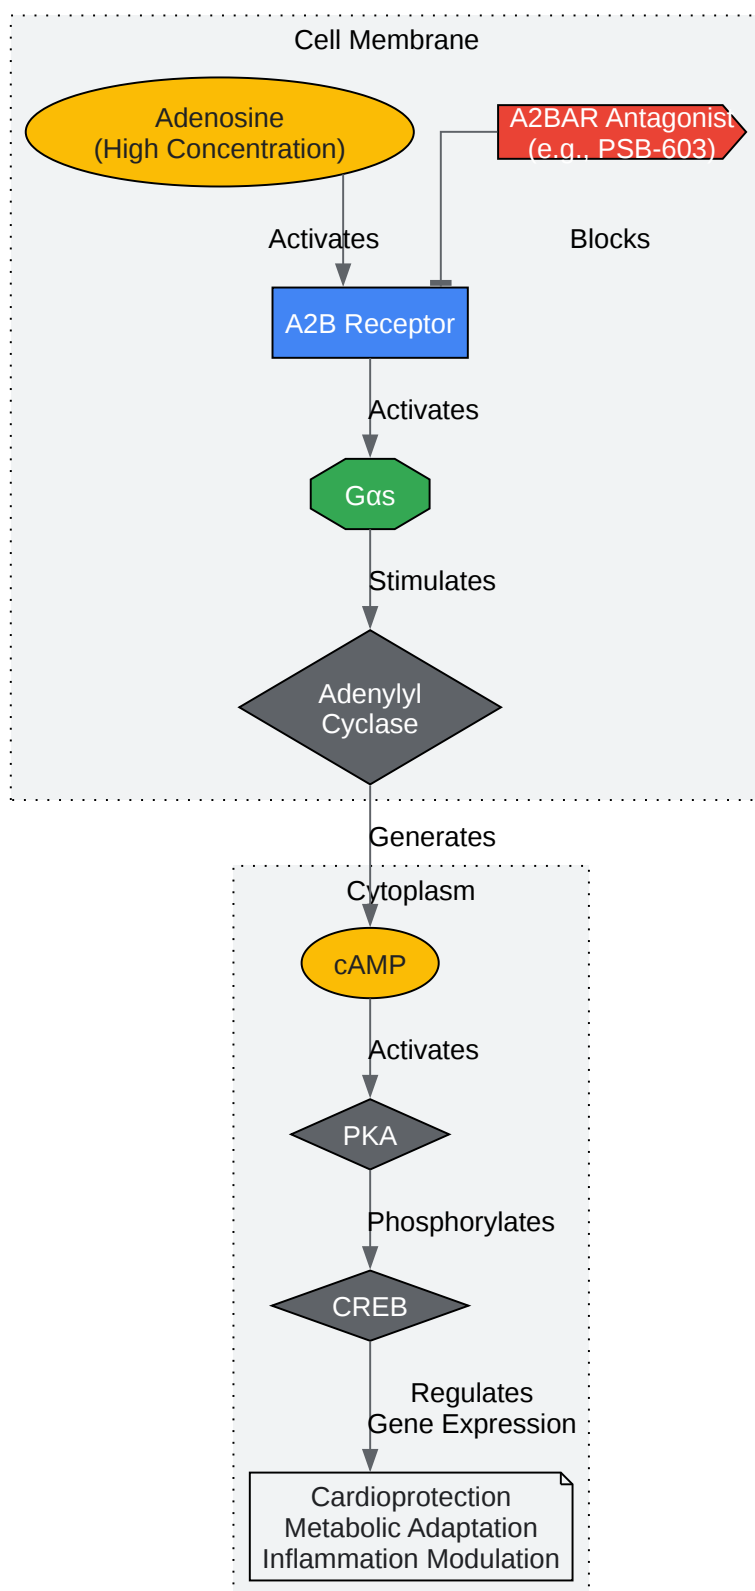 Cell Membrane
Adenosine
(High Concentration)
A2BAR Antagonist
(e.g., PSB-603)
Activates
Blocks
A2B Receptor
Activates
Gαs
Stimulates
Adenylyl
Cyclase
Generates
Cytoplasm
cAMP
Activates
PKA
Phosphorylates
CREB
Regulates
Gene Expression
Cardioprotection
Metabolic Adaptation
Inflammation Modulation